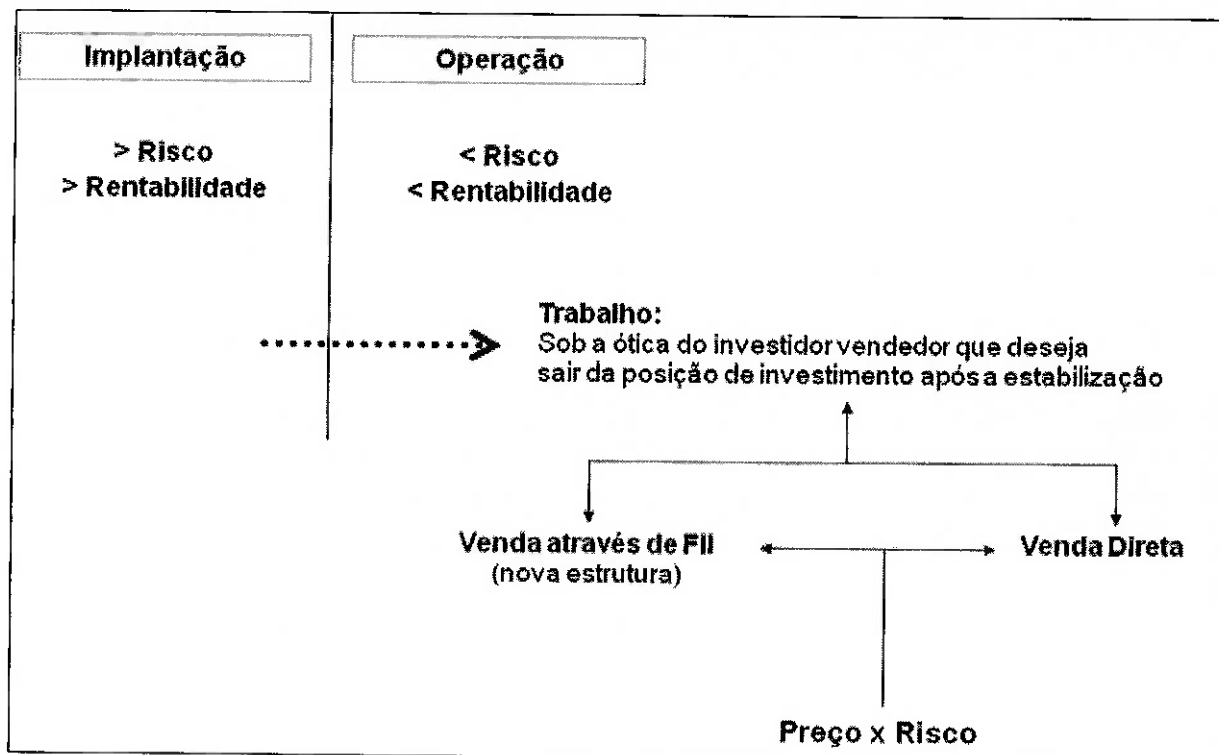 Implantação
Operação
> Risco
> Rentabilidade
< Risco
< Rentabilidade
Trabalho:
Sob a ótica do investidor vendedor que deseja
sair da posição de investimento após a estabilização
Venda através de FII
(nova estrutura)
Venda Direta
Preço x Risco